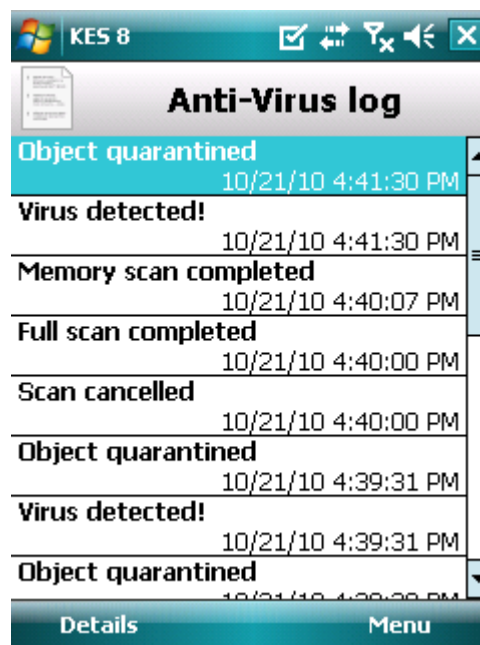 KES 8
Anti-Virus log
Object quarantined
10/21/10 4:41:30 PM
Virus detected!
10/21/10 4:41:30 PM
Memory scan completed
10/21/10 4:40:07 PM
Full scan completed
10/21/10 4:40:00 PM
Scan cancelled
10/21/10 4:40:00 PM
Object quarantined
10/21/10 4:39:31 PM
Virus detected!
10/21/10 4:39:31 PM
Object quarantined
Details Menu